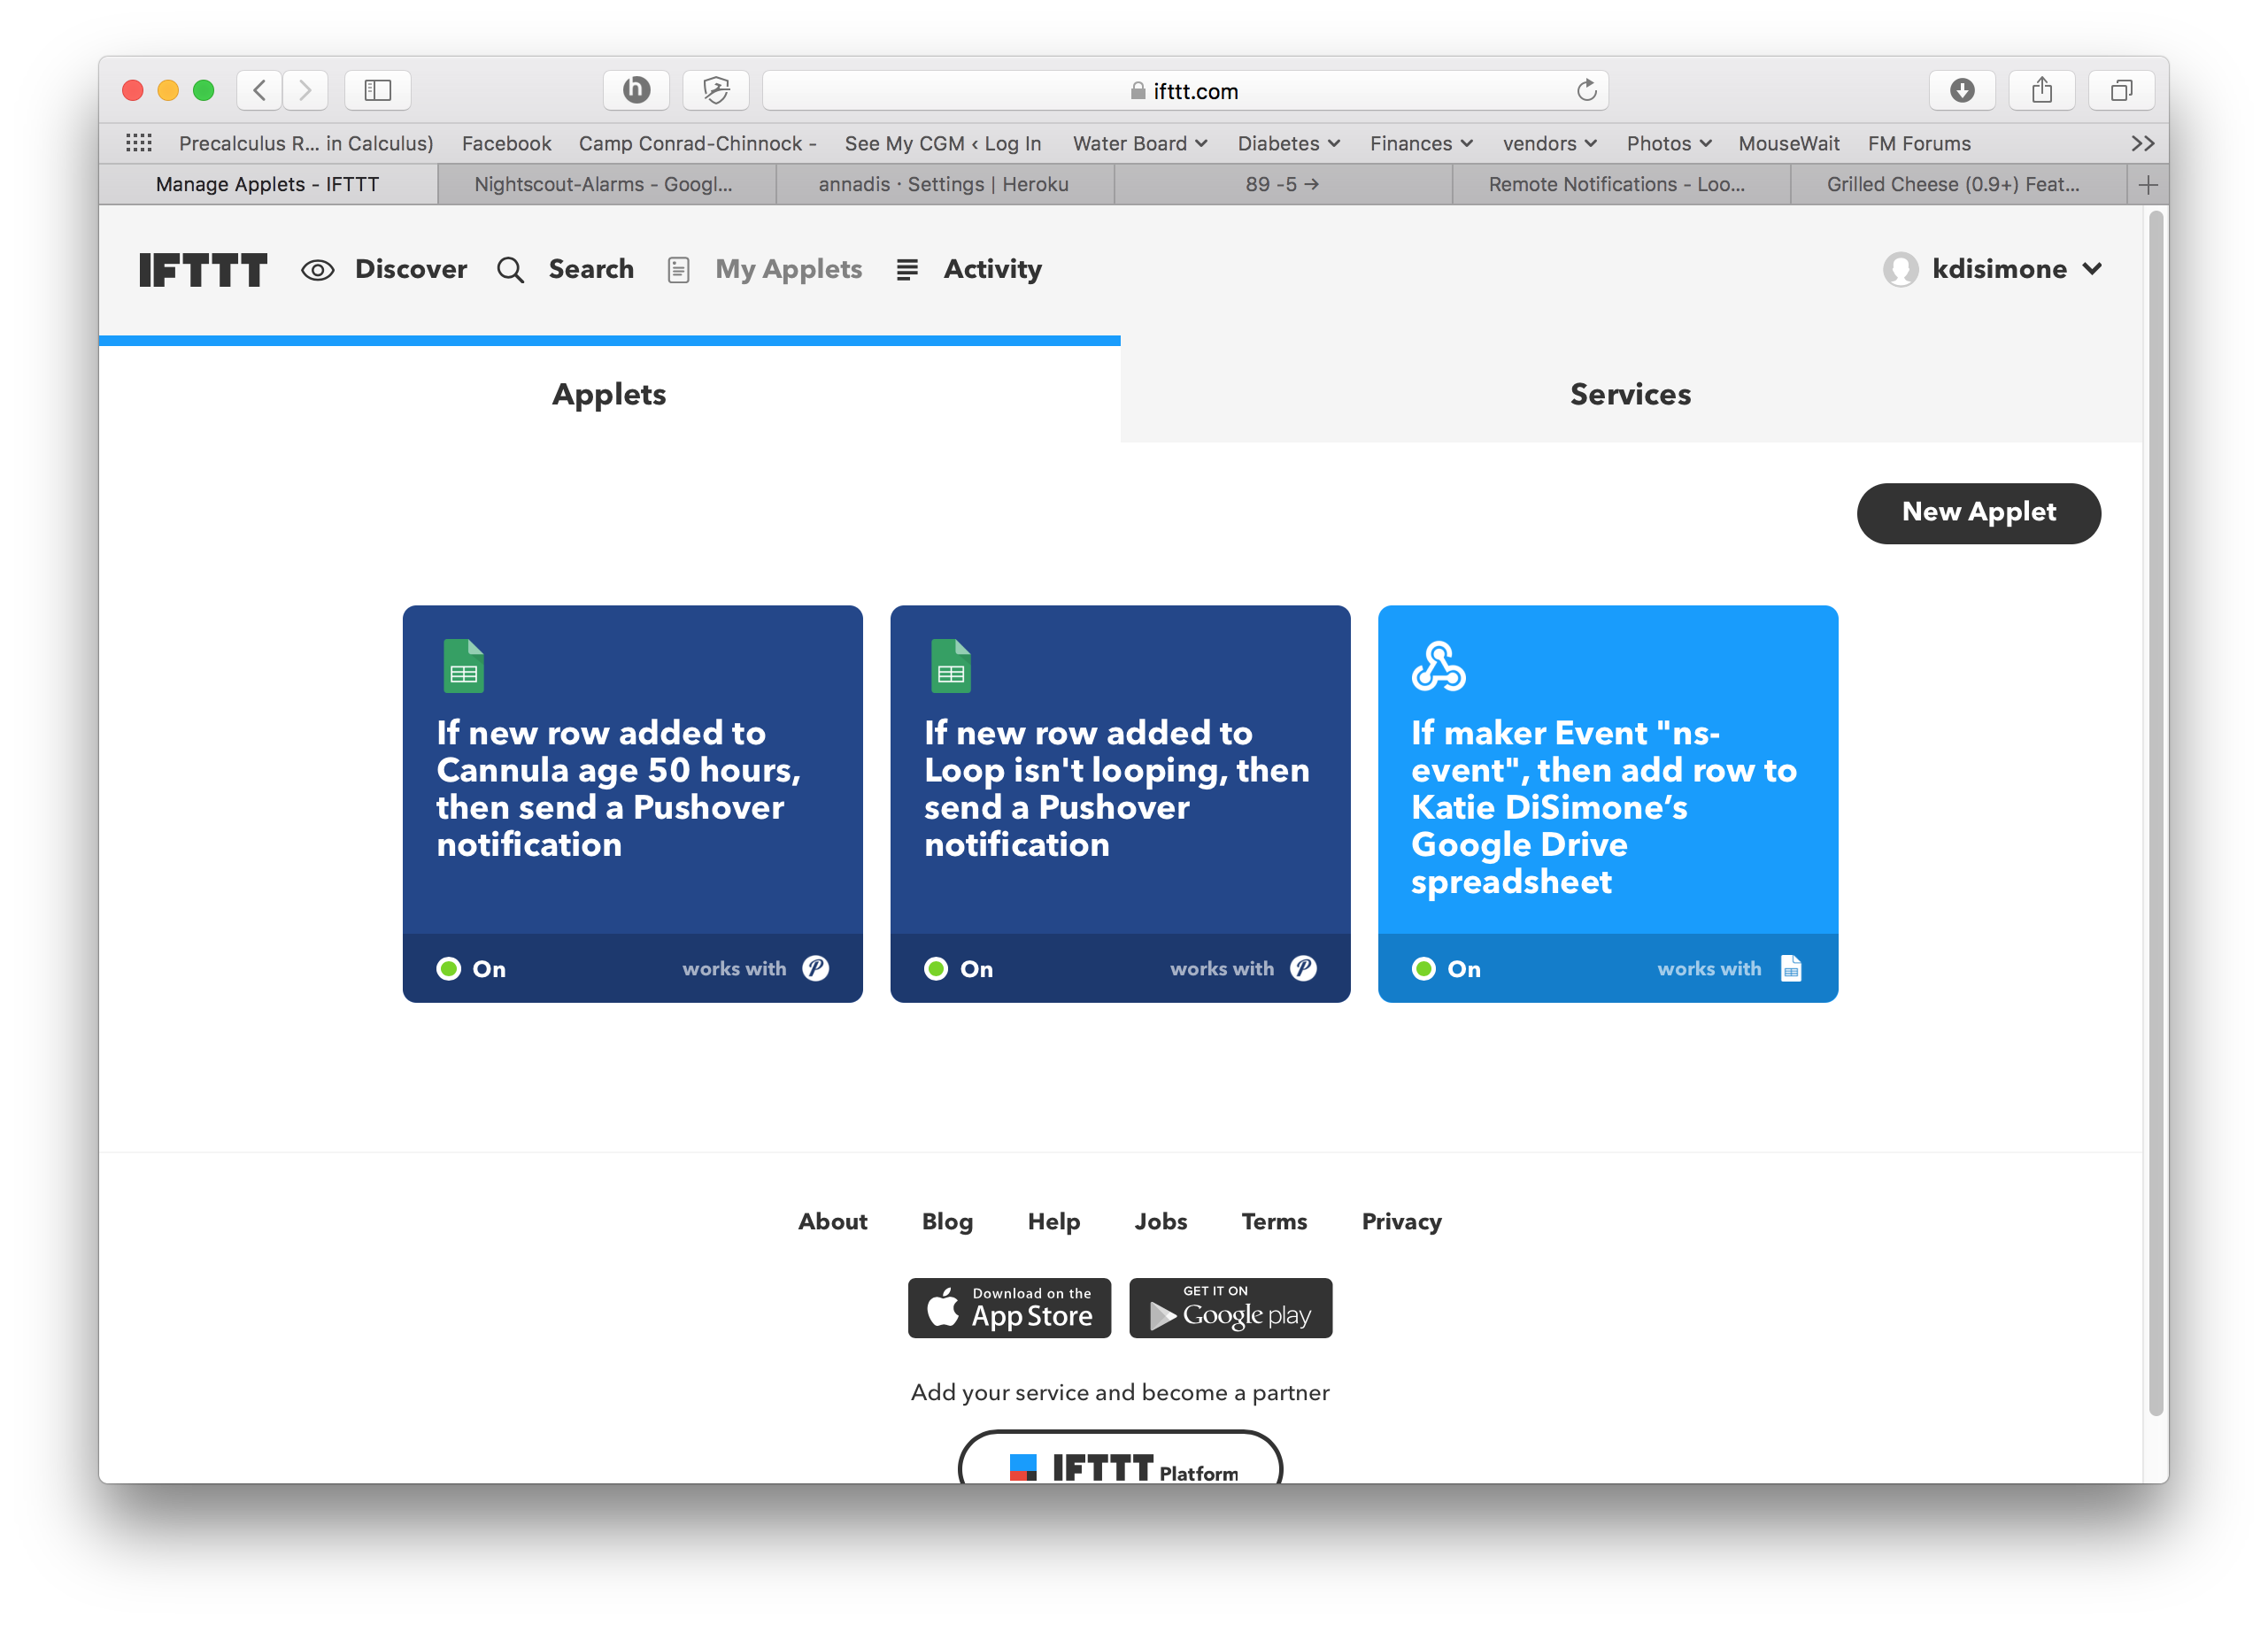 ifttt.com
Precalculus R... in Calculus) Facebook Camp Conrad-Chinnock - See My CGM ‹ Log In Water Board Diabetes Finances vendors Photos MouseWait FM Forums
Manage Applets - IFTTT Nightscout-Alarms - Googl... annadis · Settings | Heroku 89 -5 → Remote Notifications - Loo... Grilled Cheese (0.9+) Feat...
IFTTT Discover Search My Applets Activity kdisimone
Applets Services
New Applet
If new row added to
Cannula age 50 hours,
then send a Pushover
notification
On works with
If new row added to
Loop isn't looping, then
send a Pushover
notification
On works with
If maker Event "ns-
event", then add row to
Katie DiSimone’s
Google Drive
spreadsheet
On works with
About Blog Help Jobs Terms Privacy
Download on the
App Store
GET IT ON
Google play
Add your service and become a partner
IFTTT Platform